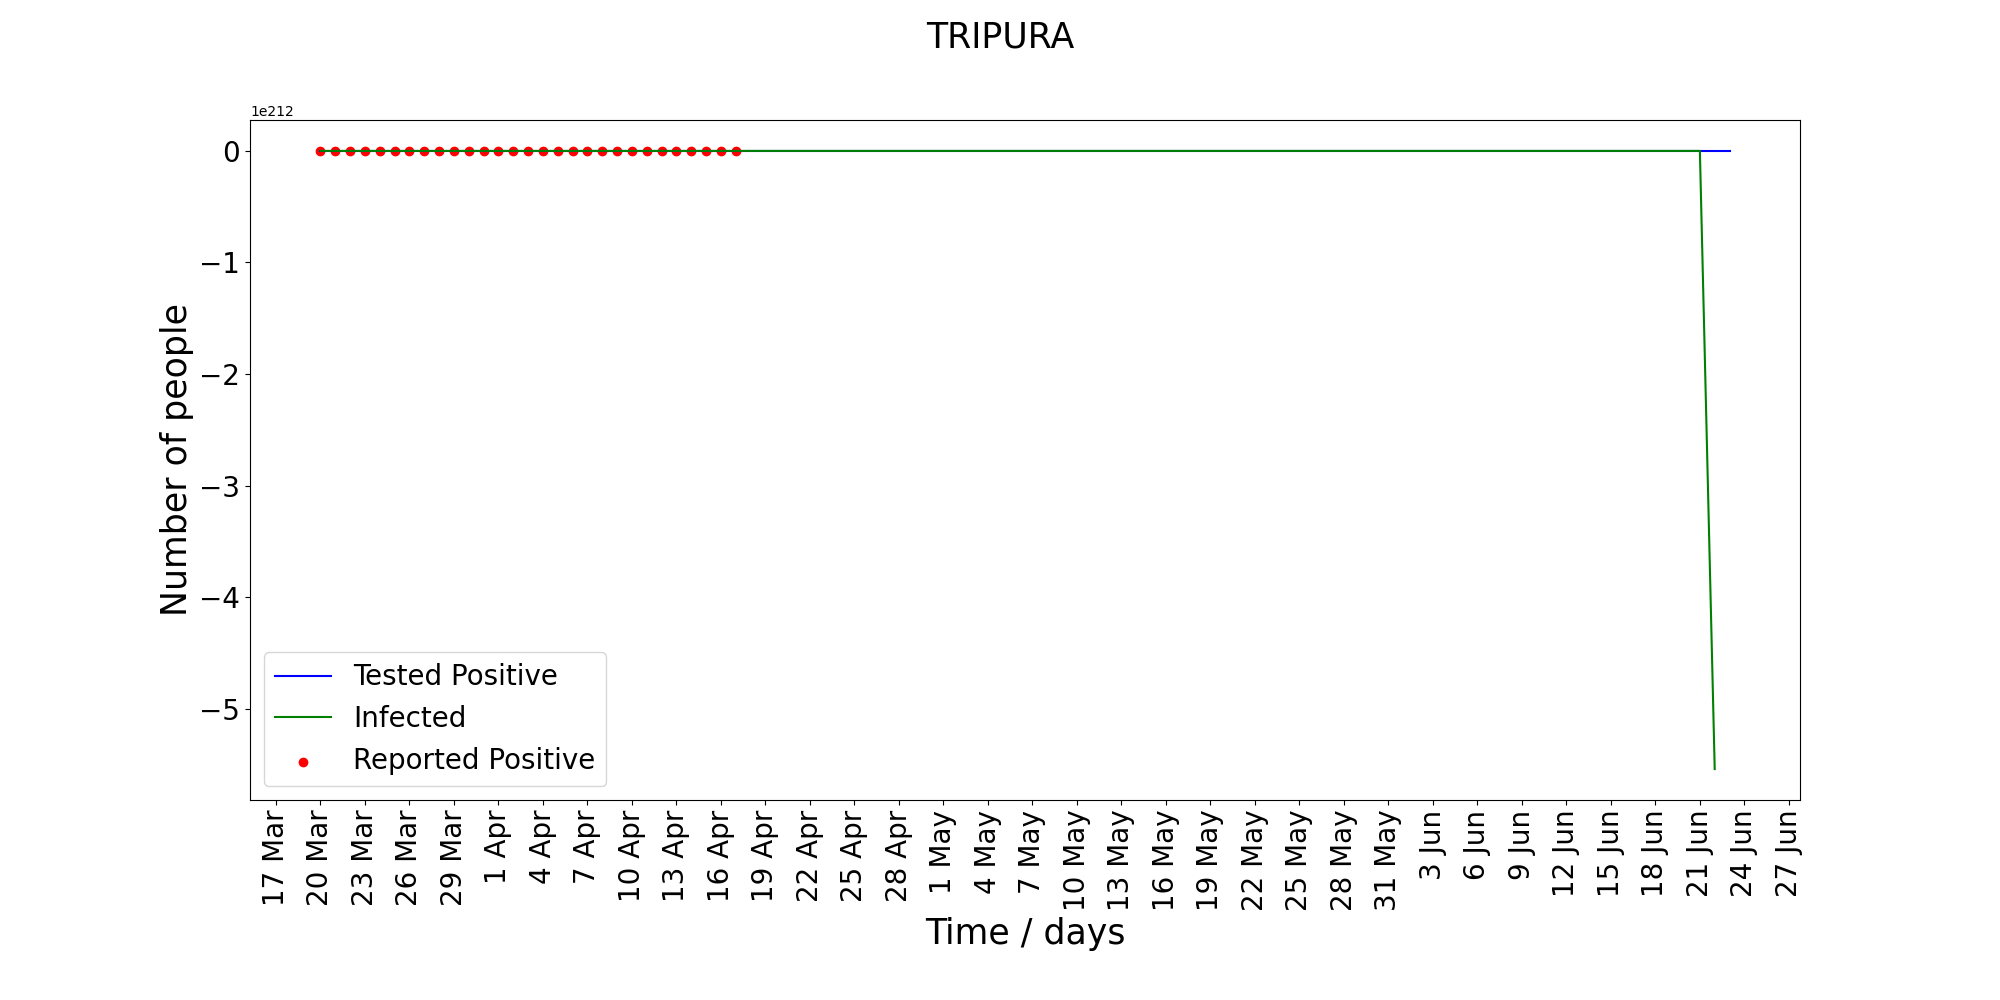 TRIPURA
1e212
0
−1
−2
−3
−4
−5
Number of people
Tested Positive
Infected
Reported Positive
17 Mar
20 Mar
23 Mar
26 Mar
29 Mar
1 Apr
4 Apr
7 Apr
10 Apr
13 Apr
16 Apr
19 Apr
22 Apr
25 Apr
28 Apr
1 May
4 May
7 May
10 May
13 May
16 May
19 May
22 May
25 May
28 May
31 May
3 Jun
6 Jun
9 Jun
12 Jun
15 Jun
18 Jun
21 Jun
24 Jun
27 Jun
Time / days